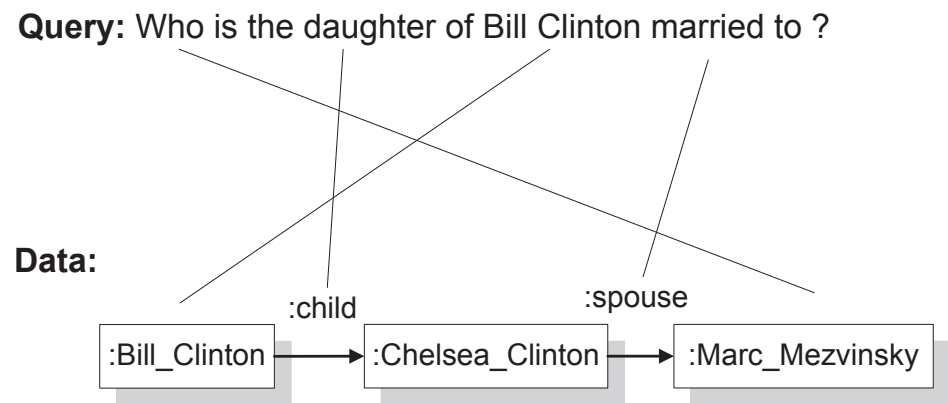 Query: Who is the daughter of Bill Clinton married to ?
Data:
:child
:spouse
:Bill_Clinton
:Chelsea_Clinton
:Marc_Mezvinsky